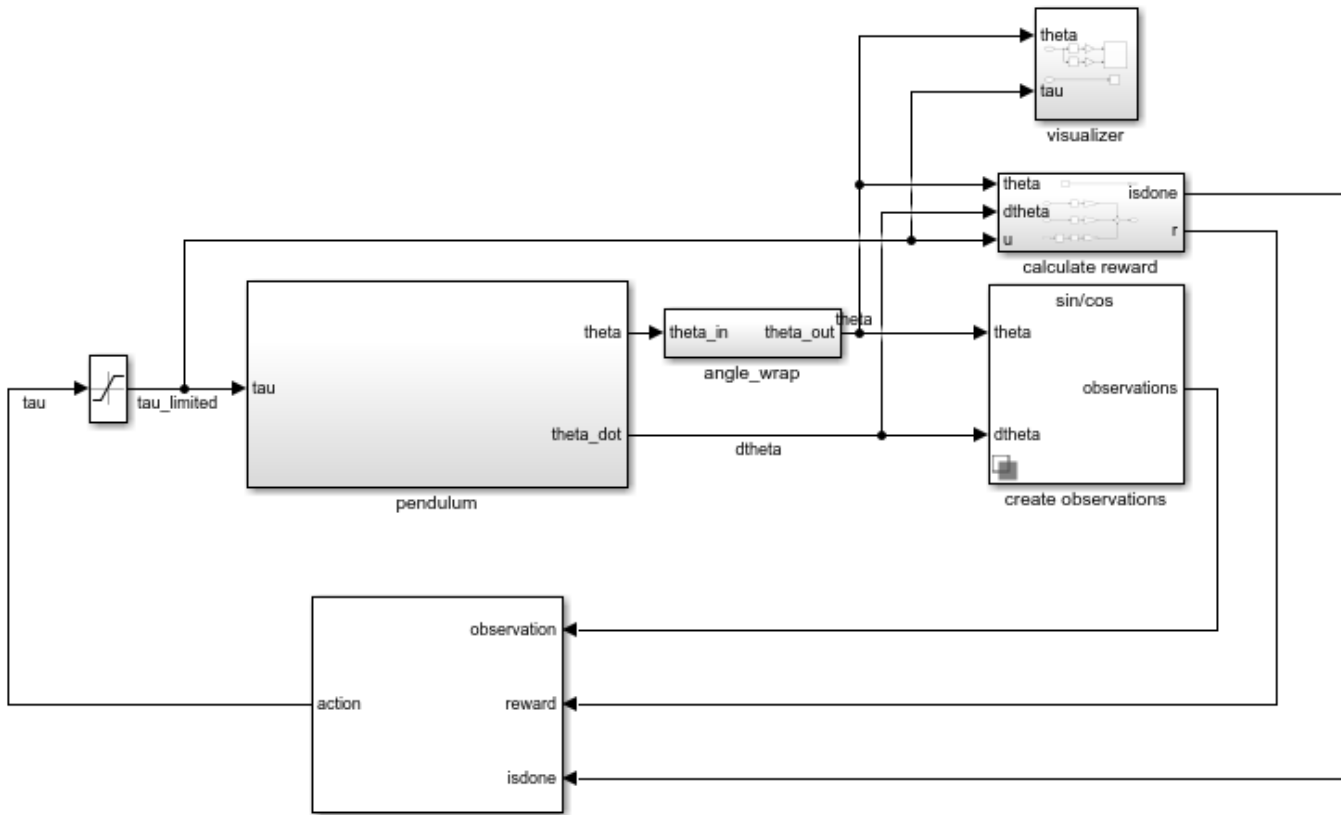 theta
tau
visualizer
theta
dtheta
u
isdone
r
calculate reward
tau
tau_limited
tau
theta
theta_dot
pendulum
theta_in
theta_out
angle_wrap
theta
dtheta
sin/cos
theta
dtheta
observations
create observations
observation
action
reward
isdone